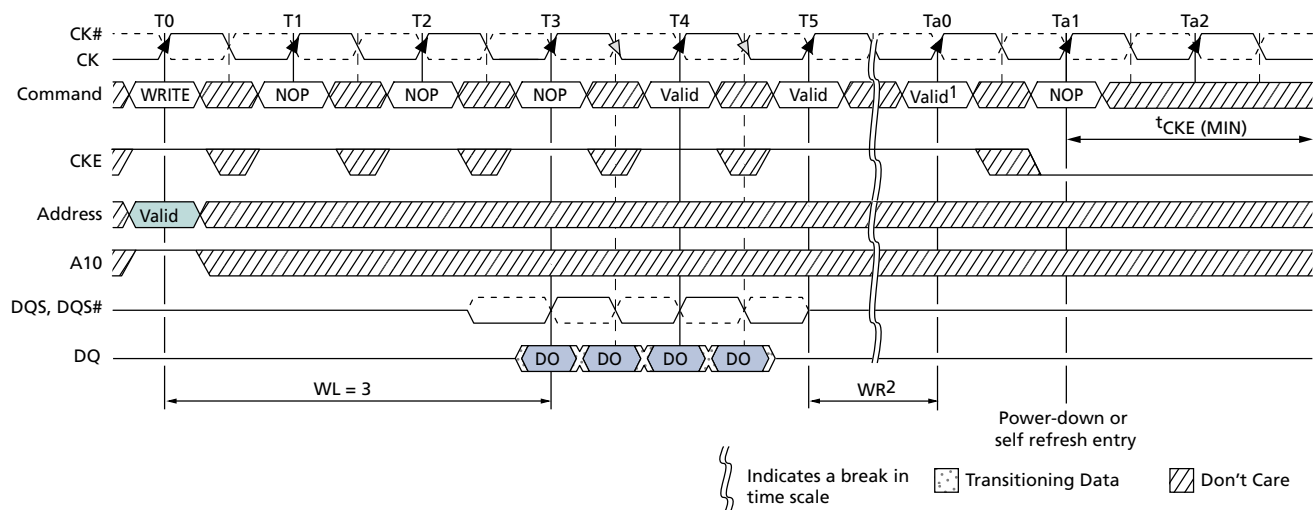 T0 T1 T2 T3 T4 T5 Ta0 Ta1 Ta2
CK#
CK
Command WRITE NOP NOP NOP Valid Valid Valid1 NOP
tCKE (MIN)
CKE
Address Valid
A10
DQS, DQS#
DQ DO DO DO DO
WL = 3 WR2
Power-down or
self refresh entry
Indicates a break in
time scale
Transitioning Data
Don't Care